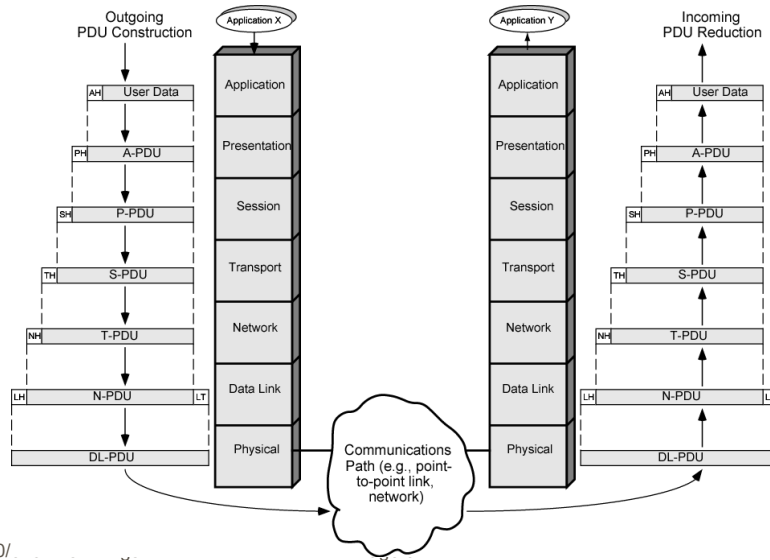 Outgoing
PDU Construction
Application X
Application Y
Incoming
PDU Reduction
AH User Data
Application
Application
AH User Data
PH A-PDU
Presentation
Presentation
PH A-PDU
SH P-PDU
Session
Session
SH P-PDU
TH S-PDU
Transport
Transport
TH S-PDU
NH T-PDU
Network
Network
NH T-PDU
LH N-PDU LT
Data Link
Data Link
LH N-PDU
DL-PDU
Physical
Communications
Path (e.g., point-
to-point link,
network)
Physical
DL-PDU